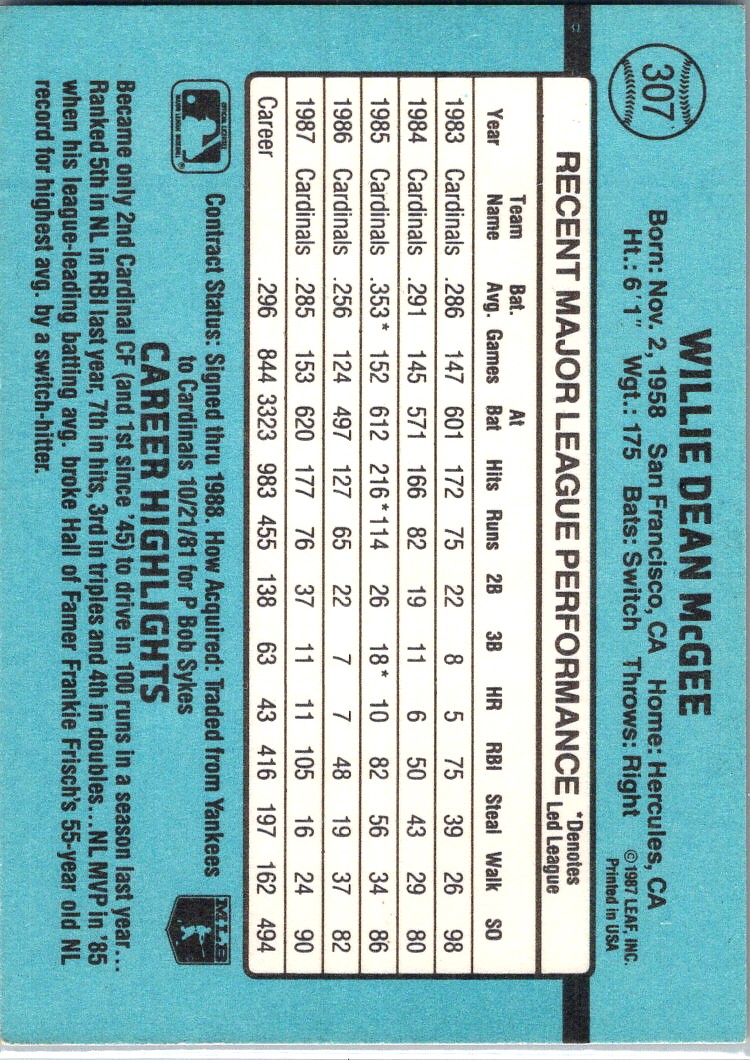 307
WILLIE DEAN McGEE
Born: Nov. 2, 1958 San Francisco, CA Home: Hercules, CA
Ht.: 6'1" Wgt.: 175 Bats: Switch Throws: Right
©1987 LEAF, INC.
Printed in USA
RECENT MAJOR LEAGUE PERFORMANCE *Denotes Led League
Year Team Name Bat. Avg. Games At Bat Hits Runs 2B 3B HR RBI Steal Walk SO
1983 Cardinals .286 147 601 172 75 22 8 5 75 39 26 98
1984 Cardinals .291 145 571 166 82 19 11 6 50 43 29 80
1985 Cardinals .353* 152 612 216* 114 26 18* 10 82 56 34 86
1986 Cardinals .256 124 497 127 65 22 7 7 48 19 37 82
1987 Cardinals .285 153 620 177 76 37 11 11 105 16 24 90
Career .296 844 3323 983 455 138 63 43 416 197 162 494
OFFICIAL LICENSEE
MAJOR LEAGUE BASEBALL
Contract Status: Signed thru 1988. How Acquired: Traded from Yankees
to Cardinals 10/21/81 for P Bob Sykes
MLB
CAREER HIGHLIGHTS
Became only 2nd Cardinal CF (and 1st since '45) to drive in 100 runs in a season last year...
Ranked 5th in NL in RBI last year, 7th in hits, 3rd in triples and 4th in doubles...NL MVP in '85
when his league-leading batting avg. broke Hall of Famer Frankie Frisch's 55-year old NL
record for highest avg. by a switch-hitter.